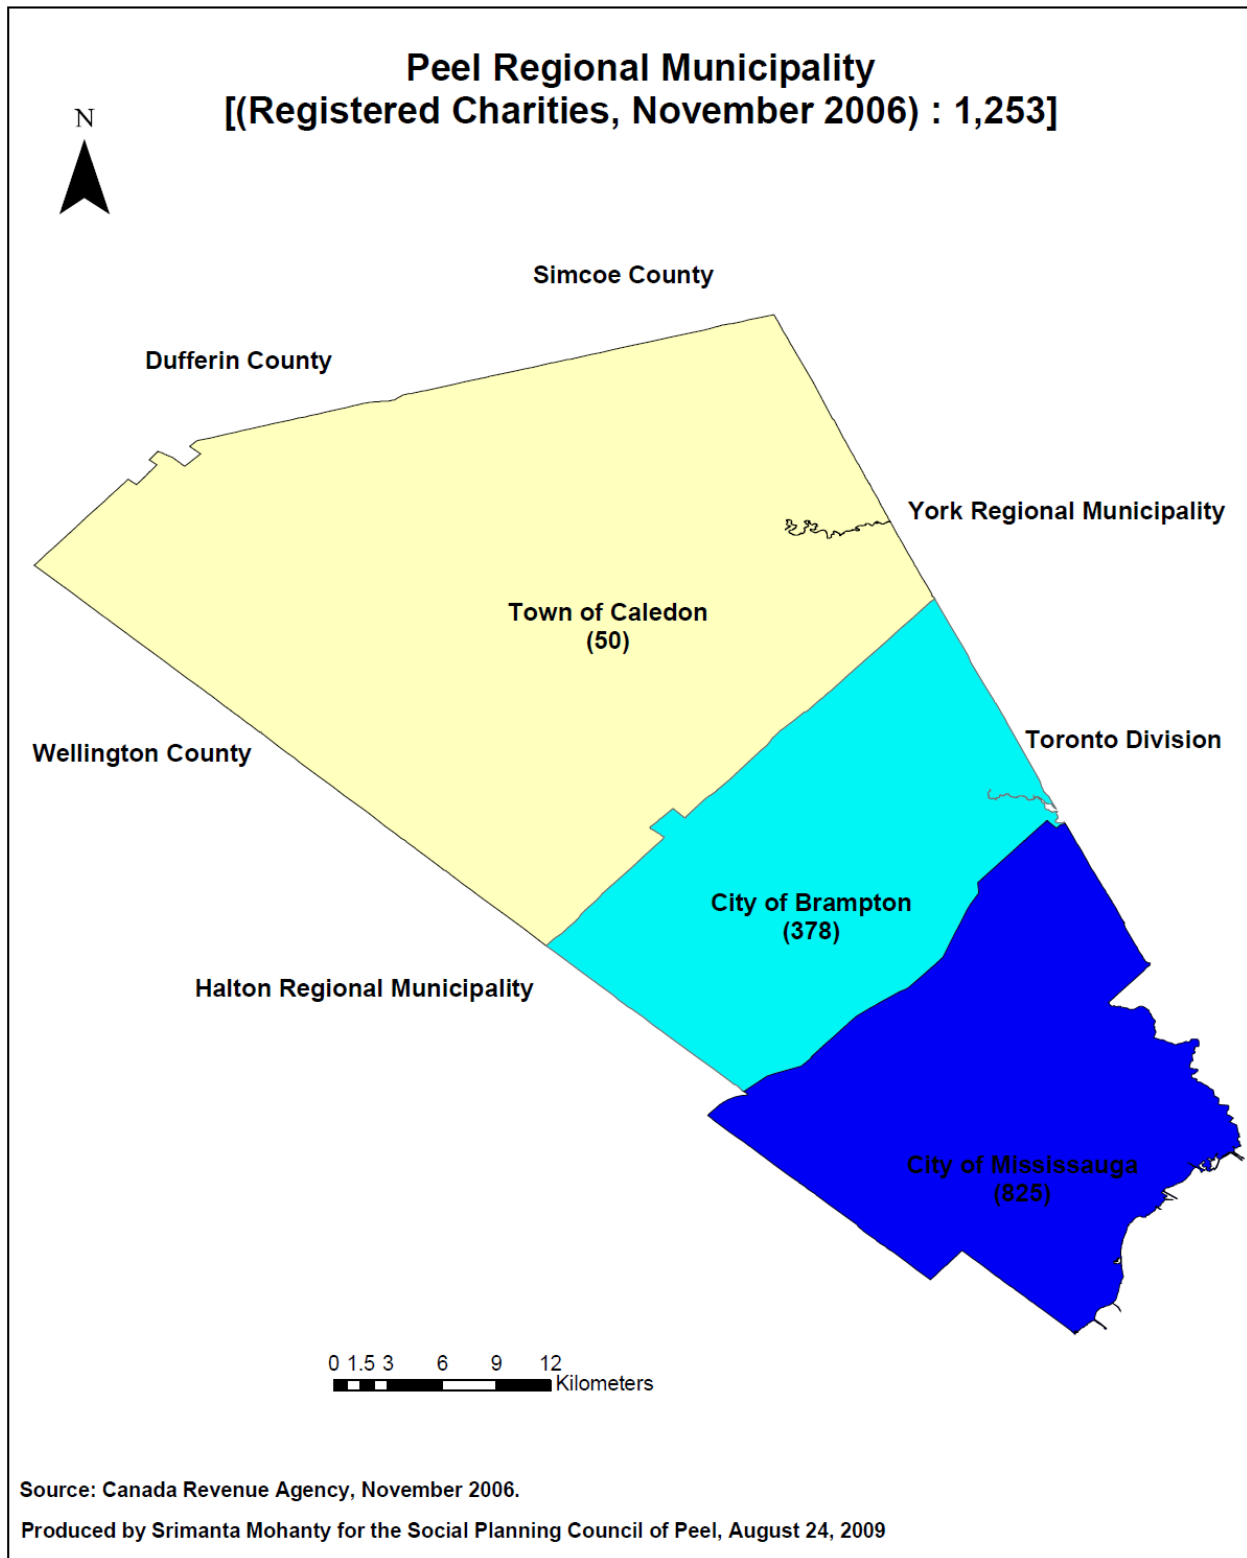 Peel Regional Municipality
[(Registered Charities, November 2006) : 1,253]
N
Simcoe County
Dufferin County
York Regional Municipality
Town of Caledon
(50)
Wellington County
Toronto Division
City of Brampton
(378)
Halton Regional Municipality
City of Mississauga
(825)
0 1.5 3 6 9 12
Kilometers
Source: Canada Revenue Agency, November 2006.
Produced by Srimanta Mohanty for the Social Planning Council of Peel, August 24, 2009